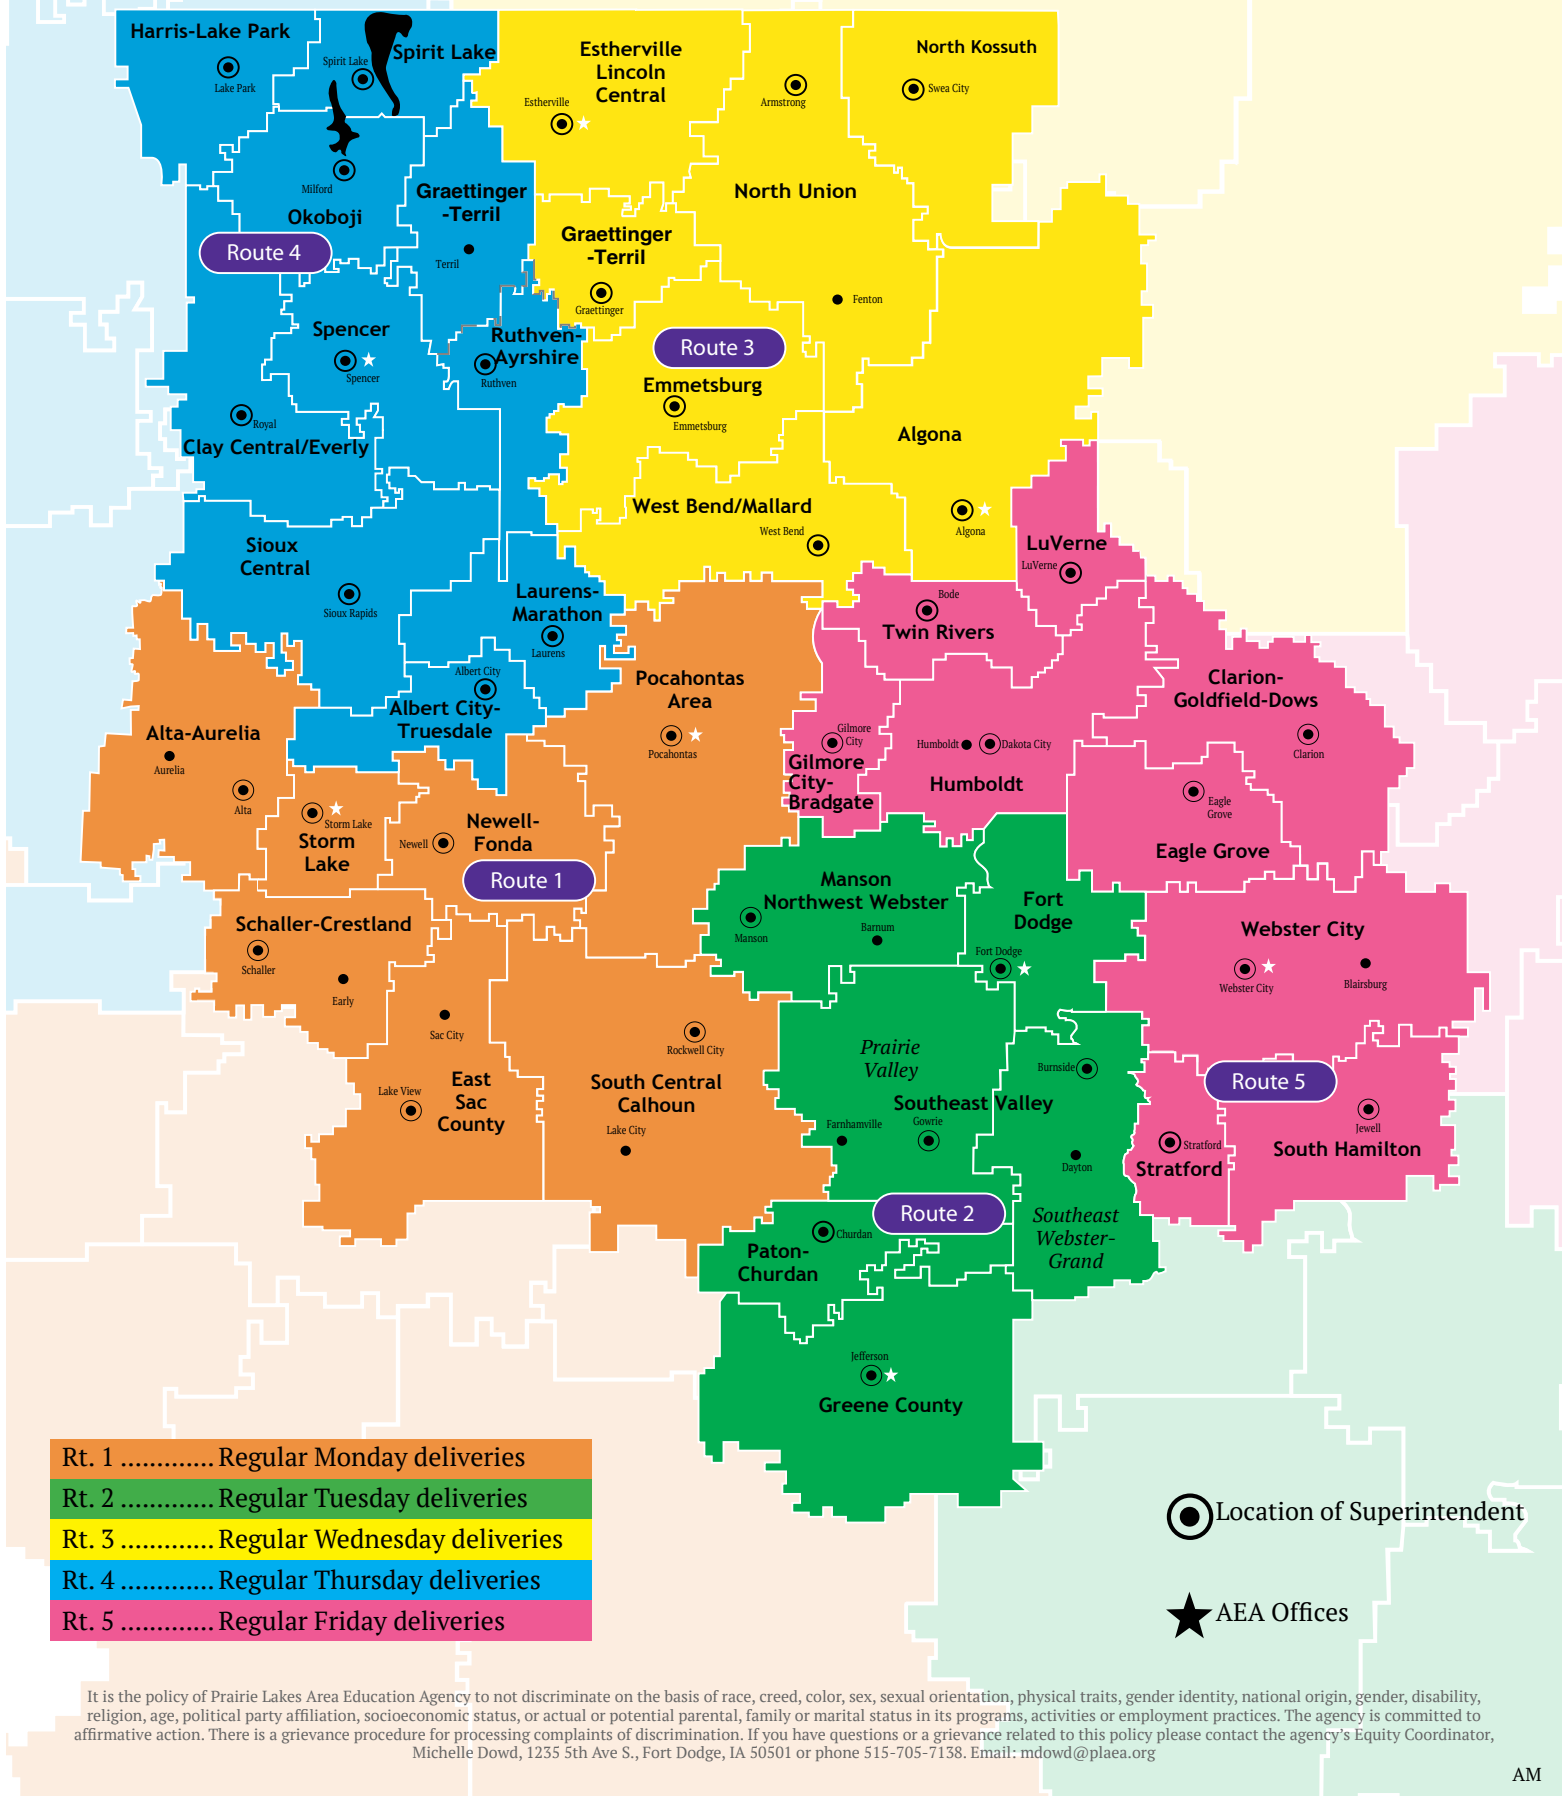 Harris-Lake Park
Lake Park
Spirit Lake
Spirit Lake
Estherville
Lincoln
Central
Estherville
Armstrong
North Kossuth
Swea City
North Union
Fenton
Milford
Okoboji
Route 4
Graettinger
-Terril
Terril
Graettinger
-Terril
Graettinger
Spencer
Spencer
Ruthven-
Ayrshire
Ruthven
Route 3
Emmetsburg
Emmetsburg
Royal
Clay Central/Everly
Algona
Algona
West Bend/Mallard
West Bend
LuVerne
LuVerne
Sioux
Central
Sioux Rapids
Laurens-
Marathon
Laurens
Bode
Twin Rivers
Albert City
Albert City-
Truesdale
Pocahontas
Area
Pocahontas
Clarion-
Goldfield-Dows
Clarion
Alta-Aurelia
Aurelia
Alta
Gilmore
City
Gilmore
City-
Bradgate
Humboldt
Dakota City
Humboldt
Storm Lake
Storm
Lake
Newell-
Fonda
Newell
Route 1
Eagle
Grove
Eagle Grove
Manson
Northwest Webster
Manson
Barnum
Fort
Dodge
Fort Dodge
Schaller-Crestland
Schaller
Early
Webster City
Webster City
Blairsburg
Sac City
Rockwell City
Prairie
Valley
Burnside
Route 5
East
Sac
County
Lake View
South Central
Calhoun
Lake City
Southeast Valley
Farnhamville
Gowrie
Dayton
Stratford
Stratford
Jewell
South Hamilton
Route 2
Churdan
Paton-
Churdan
Southeast
Webster-
Grand
Jefferson
Greene County
Rt. 1 ............. Regular Monday deliveries
Rt. 2 ............. Regular Tuesday deliveries
Rt. 3 ............. Regular Wednesday deliveries
Rt. 4 ............. Regular Thursday deliveries
Rt. 5 ............. Regular Friday deliveries
Location of Superintendent
AEA Offices
It is the policy of Prairie Lakes Area Education Agency to not discriminate on the basis of race, creed, color, sex, sexual orientation, physical traits, gender identity, national origin, gender, disability,
religion, age, political party affiliation, socioeconomic status, or actual or potential parental, family or marital status in its programs, activities or employment practices. The agency is committed to
affirmative action. There is a grievance procedure for processing complaints of discrimination. If you have questions or a grievance related to this policy please contact the agency's Equity Coordinator,
Michelle Dowd, 1235 5th Ave S., Fort Dodge, IA 50501 or phone 515-705-7138. Email: mdowd@plaea.org
AM